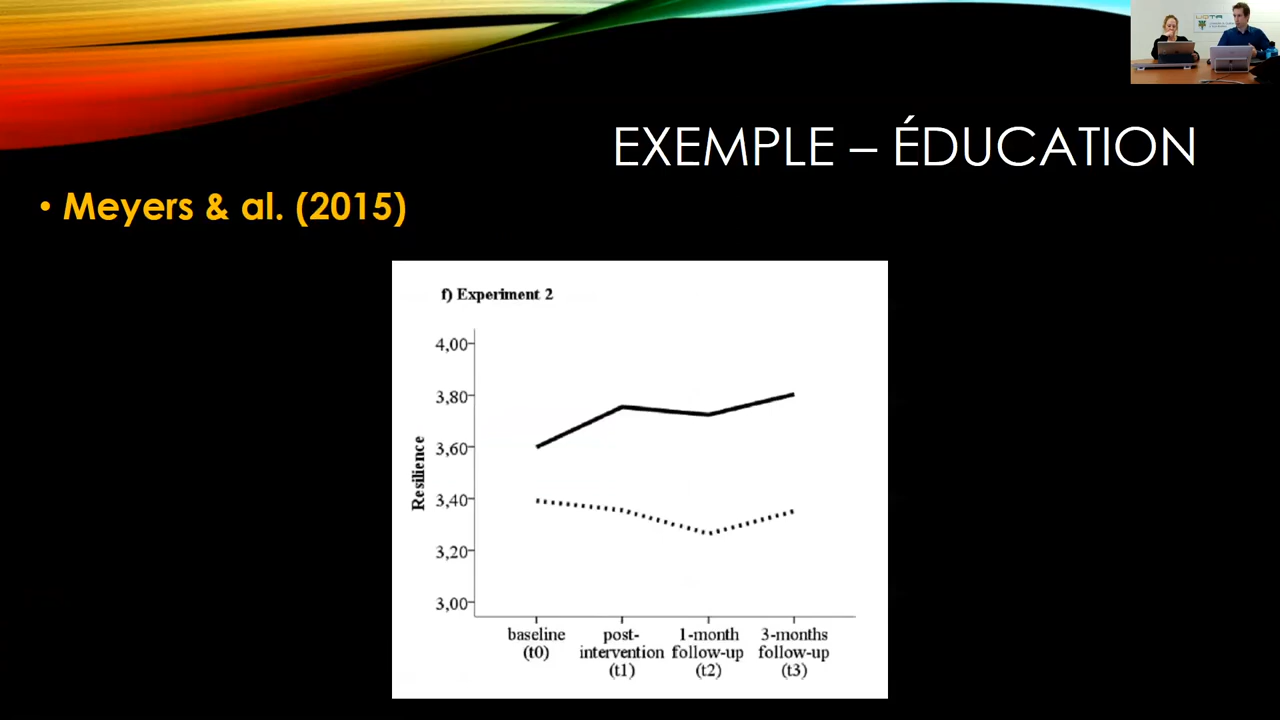 EXEMPLE – ÉDUCATION
• Meyers & al. (2015)
f) Experiment 2
4,00
3,80
3,60
3,40
3,20
3,00
Resilience
baseline
(t0)
post-
intervention
(t1)
1-month
follow-up
(t2)
3-months
follow-up
(t3)
UQTR